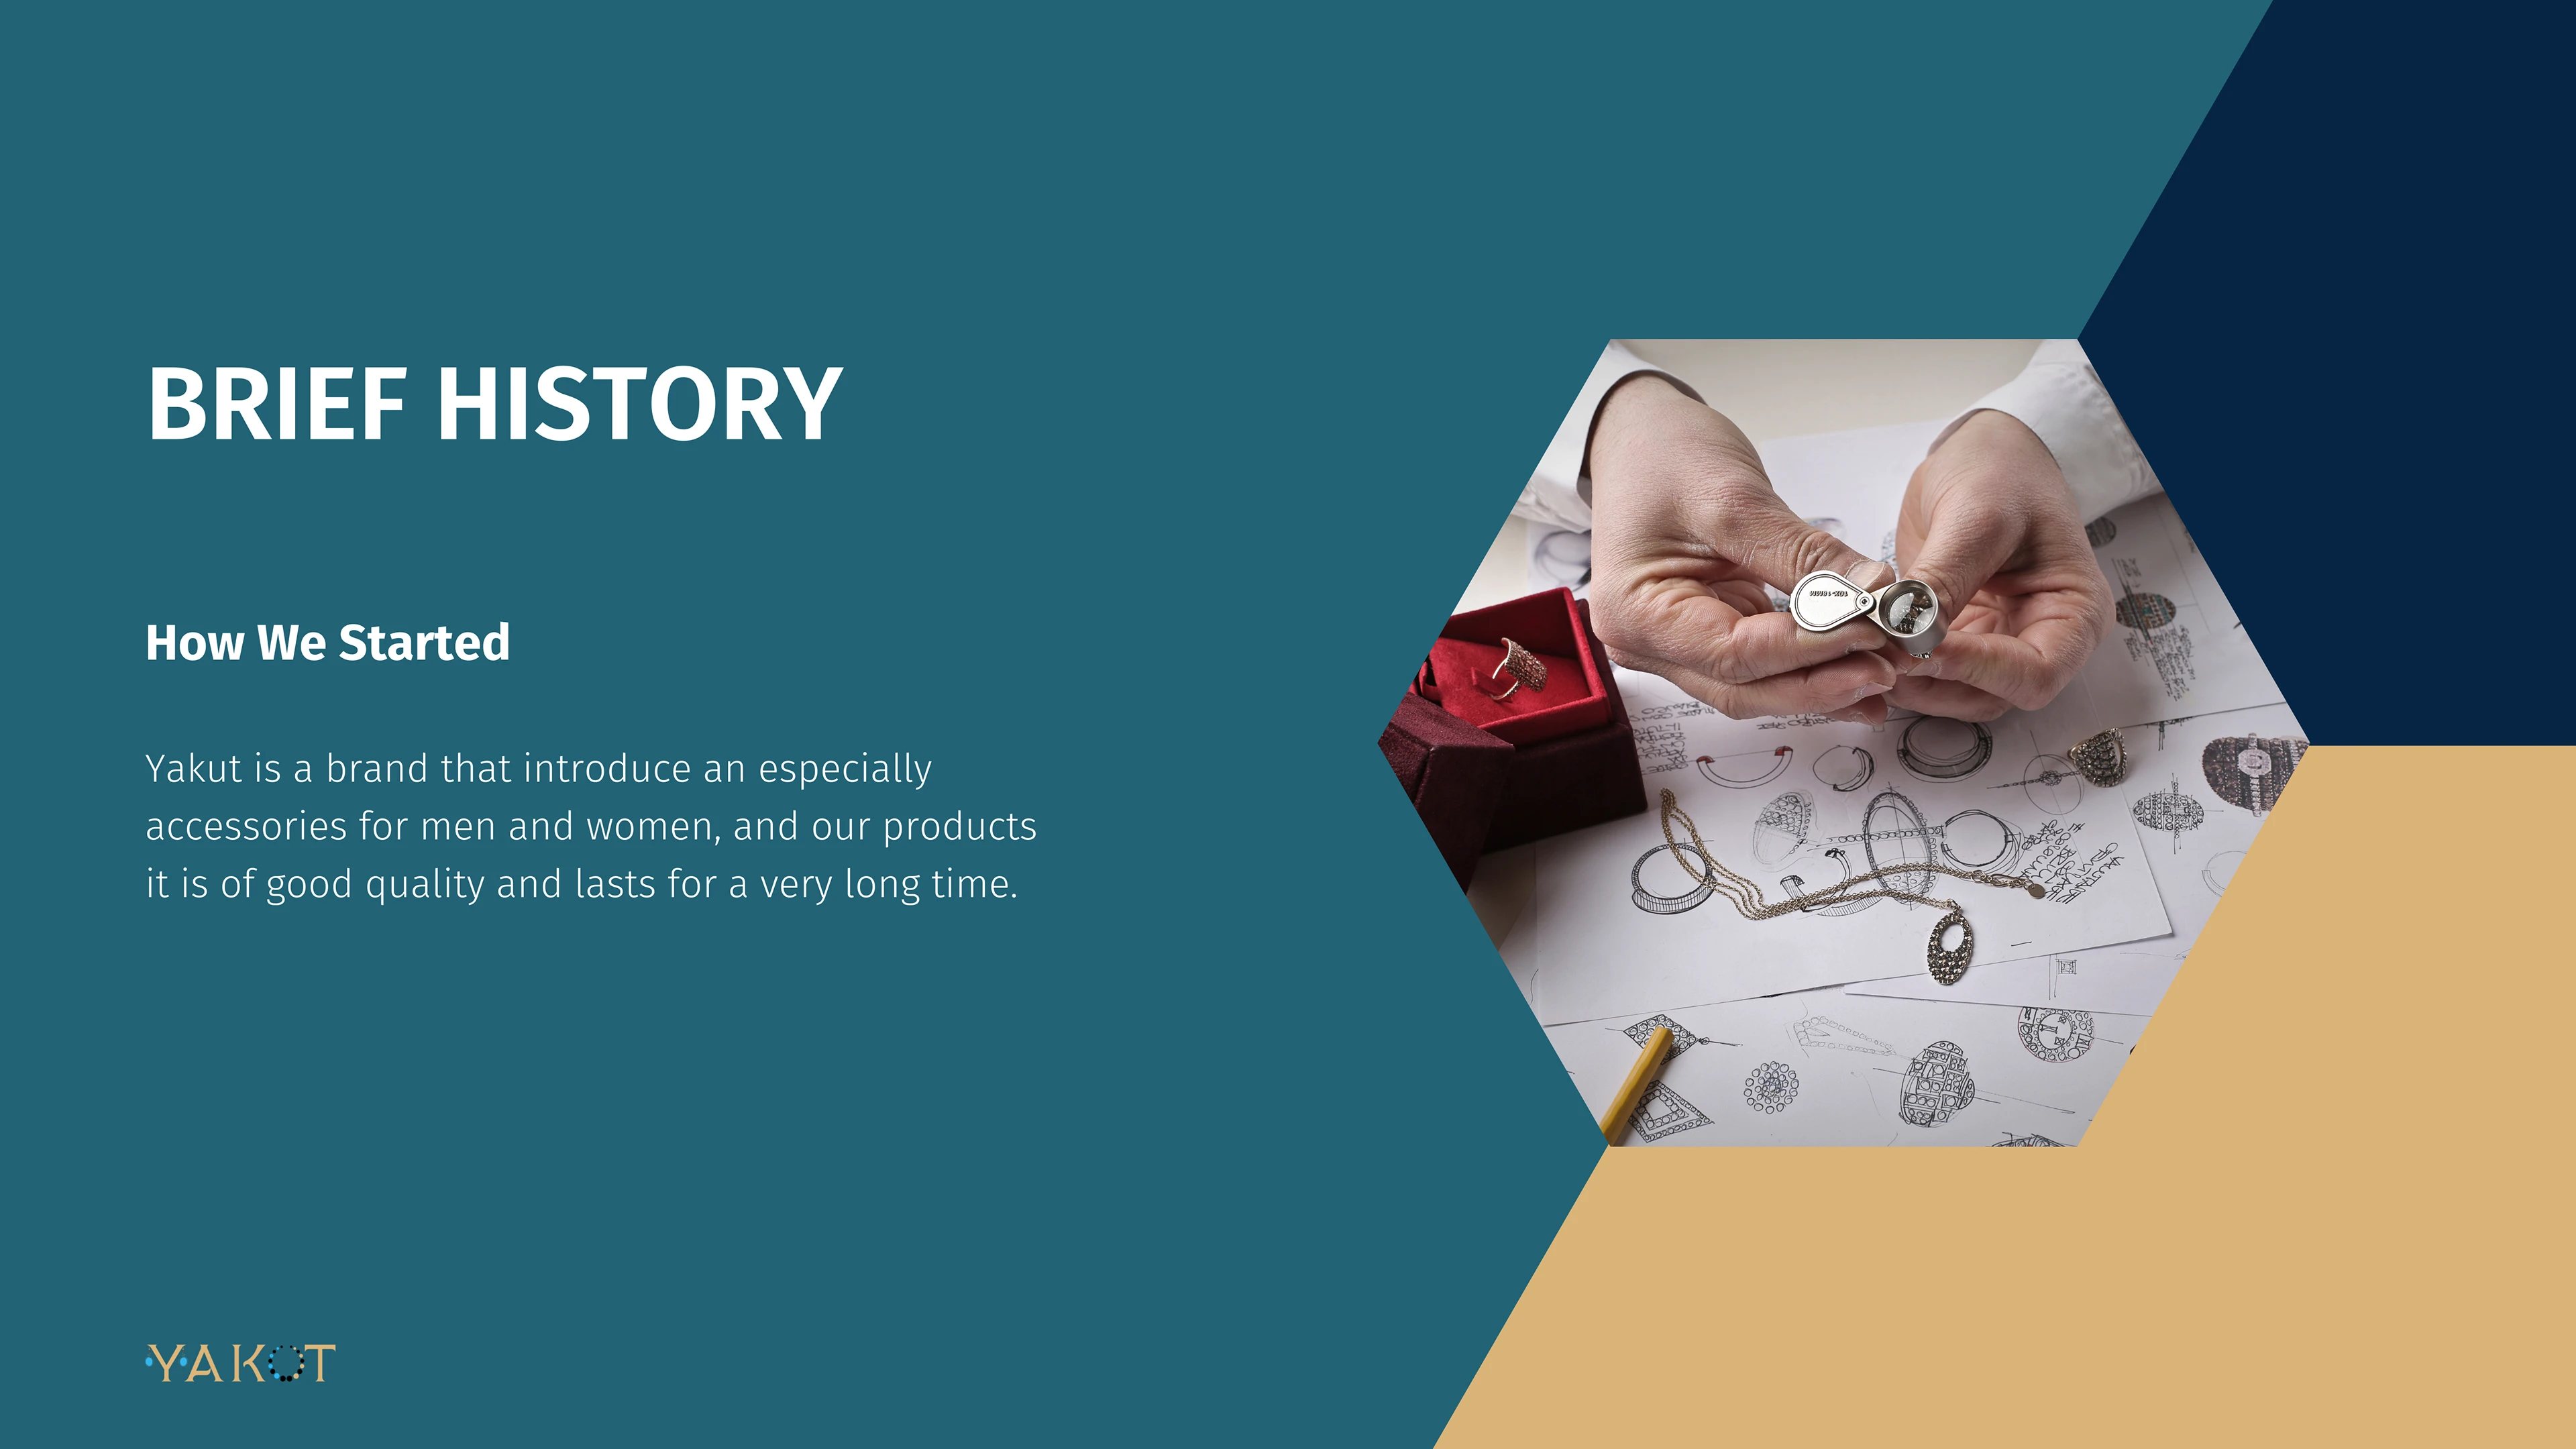 BRIEF HISTORY
How We Started
Yakut is a brand that introduce an especially
accessories for men and women, and our products
it is of good quality and lasts for a very long time.
YAKOT